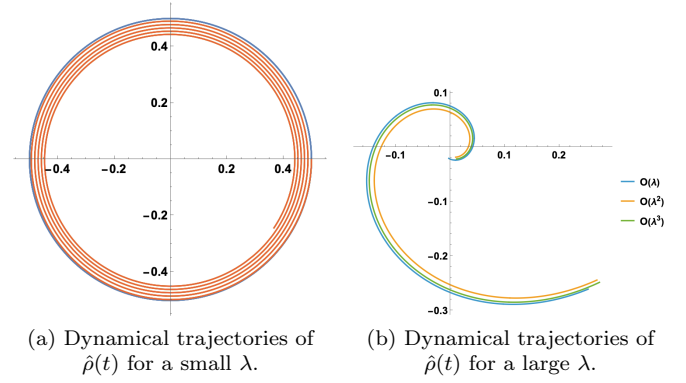 0.4
0.2
−0.4
−0.2
0.2
0.4
−0.2
−0.4
0.1
−0.1
0.1
0.2
−0.1
−0.2
−0.3
O(λ)
O(λ²)
O(λ³)
(a) Dynamical trajectories of
ρ̂(t) for a small λ.
(b) Dynamical trajectories of
ρ̂(t) for a large λ.